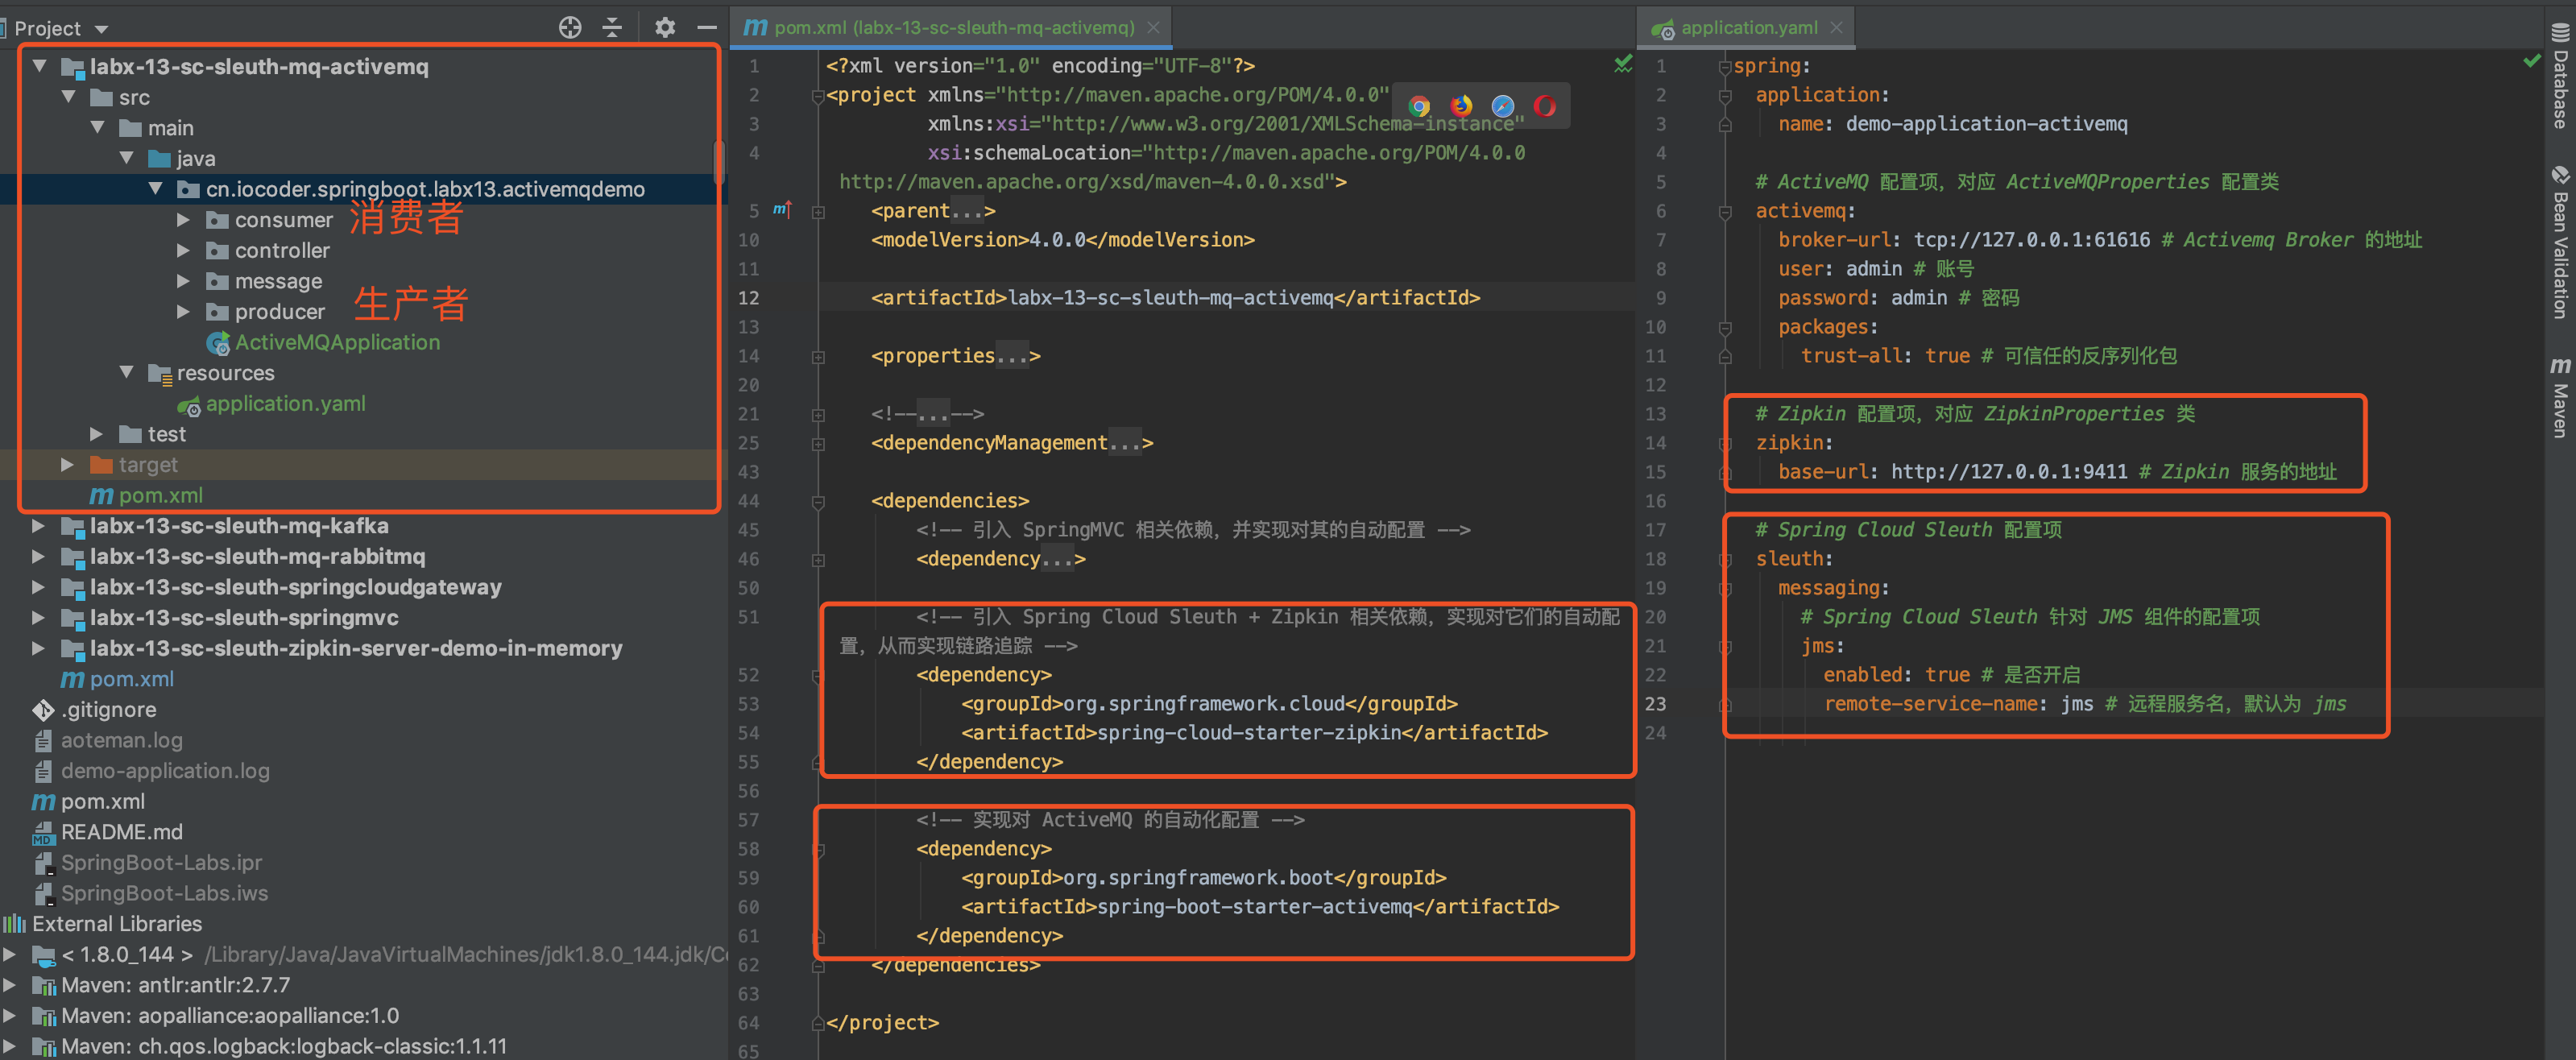 Project
labx-13-sc-sleuth-mq-activemq
src
main
java
cn.iocoder.springboot.labx13.activemqdemo
consumer 消费者
controller
message
producer 生产者
ActiveMQApplication
resources
application.yaml
test
target
pom.xml
labx-13-sc-sleuth-mq-kafka
labx-13-sc-sleuth-mq-rabbitmq
labx-13-sc-sleuth-springcloudgateway
labx-13-sc-sleuth-springmvc
labx-13-sc-sleuth-zipkin-server-demo-in-memory
pom.xml
.gitignore
aoteman.log
demo-application.log
pom.xml
README.md
SpringBoot-Labs.ipr
SpringBoot-Labs.iws
External Libraries
< 1.8.0_144 > /Library/Java/JavaVirtualMachines/jdk1.8.0_144.jdk/C
Maven: antlr:antlr:2.7.7
Maven: aopalliance:aopalliance:1.0
Maven: ch.qos.logback:logback-classic:1.1.11
pom.xml (labx-13-sc-sleuth-mq-activemq)
1 <?xml version="1.0" encoding="UTF-8"?>
2 <project xmlns="http://maven.apache.org/POM/4.0.0"
3 xmlns:xsi="http://www.w3.org/2001/XMLSchema-instance"
4 xsi:schemaLocation="http://maven.apache.org/POM/4.0.0
http://maven.apache.org/xsd/maven-4.0.0.xsd">
5 <parent...>
10 <modelVersion>4.0.0</modelVersion>
11
12 <artifactId>labx-13-sc-sleuth-mq-activemq</artifactId>
13
14 <properties...>
20
21 <!--...-->
25 <dependencyManagement...>
43
44 <dependencies>
45 <!-- 引入 SpringMVC 相关依赖，并实现对其的自动配置 -->
46 <dependency...>
50
51 <!-- 引入 Spring Cloud Sleuth + Zipkin 相关依赖，实现对它们的自动配
置，从而实现链路追踪 -->
52 <dependency>
53 <groupId>org.springframework.cloud</groupId>
54 <artifactId>spring-cloud-starter-zipkin</artifactId>
55 </dependency>
56
57 <!-- 实现对 ActiveMQ 的自动化配置 -->
58 <dependency>
59 <groupId>org.springframework.boot</groupId>
60 <artifactId>spring-boot-starter-activemq</artifactId>
61 </dependency>
62 </dependencies>
63
64 </project>
65
application.yaml
1 spring:
2 application:
3 name: demo-application-activemq
4
5 # ActiveMQ 配置项，对应 ActiveMQProperties 配置类
6 activemq:
7 broker-url: tcp://127.0.0.1:61616 # Activemq Broker 的地址
8 user: admin # 账号
9 password: admin # 密码
10 packages:
11 trust-all: true # 可信任的反序列化包
12
13 # Zipkin 配置项，对应 ZipkinProperties 类
14 zipkin:
15 base-url: http://127.0.0.1:9411 # Zipkin 服务的地址
16
17 # Spring Cloud Sleuth 配置项
18 sleuth:
19 messaging:
20 # Spring Cloud Sleuth 针对 JMS 组件的配置项
21 jms:
22 enabled: true # 是否开启
23 remote-service-name: jms # 远程服务名，默认为 jms
24
Database
Bean Validation
Maven